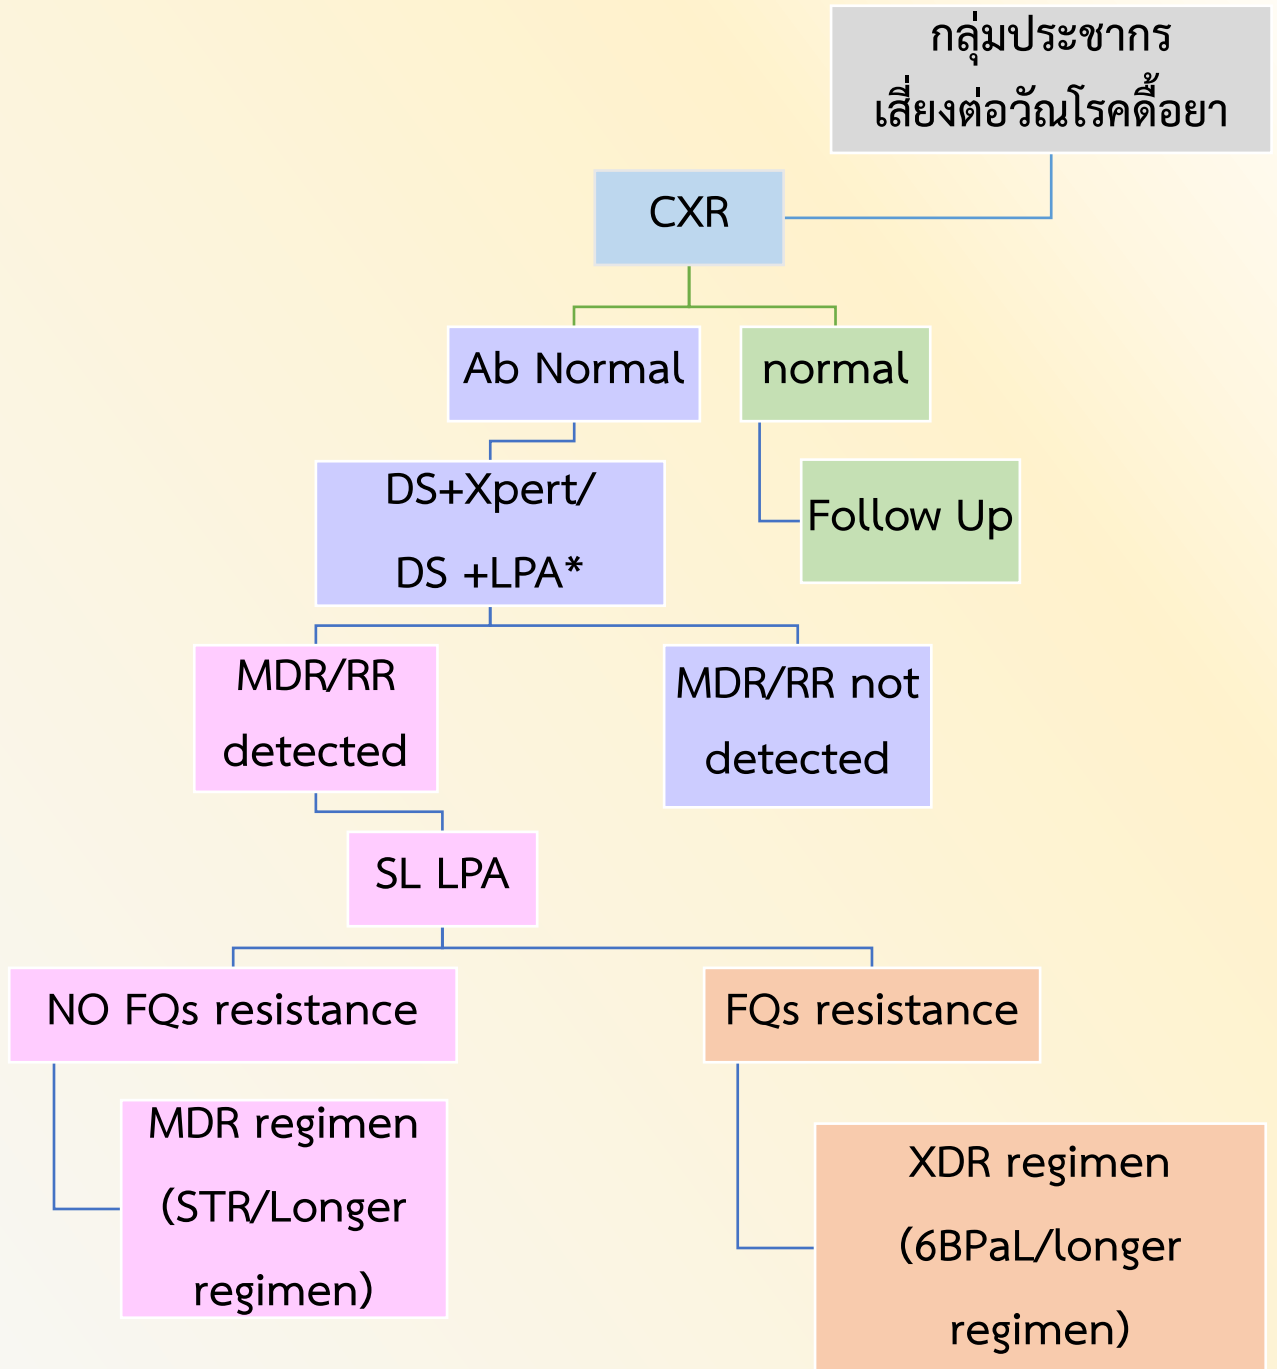 กลุ่มประชากร
เสี่ยงต่อวัณโรคดื้อยา
CXR
Ab Normal
normal
DS+Xpert/
DS +LPA*
Follow Up
MDR/RR
detected
MDR/RR not
detected
SL LPA
NO FQs resistance
FQs resistance
MDR regimen
(STR/Longer
regimen)
XDR regimen
(6BPaL/longer
regimen)